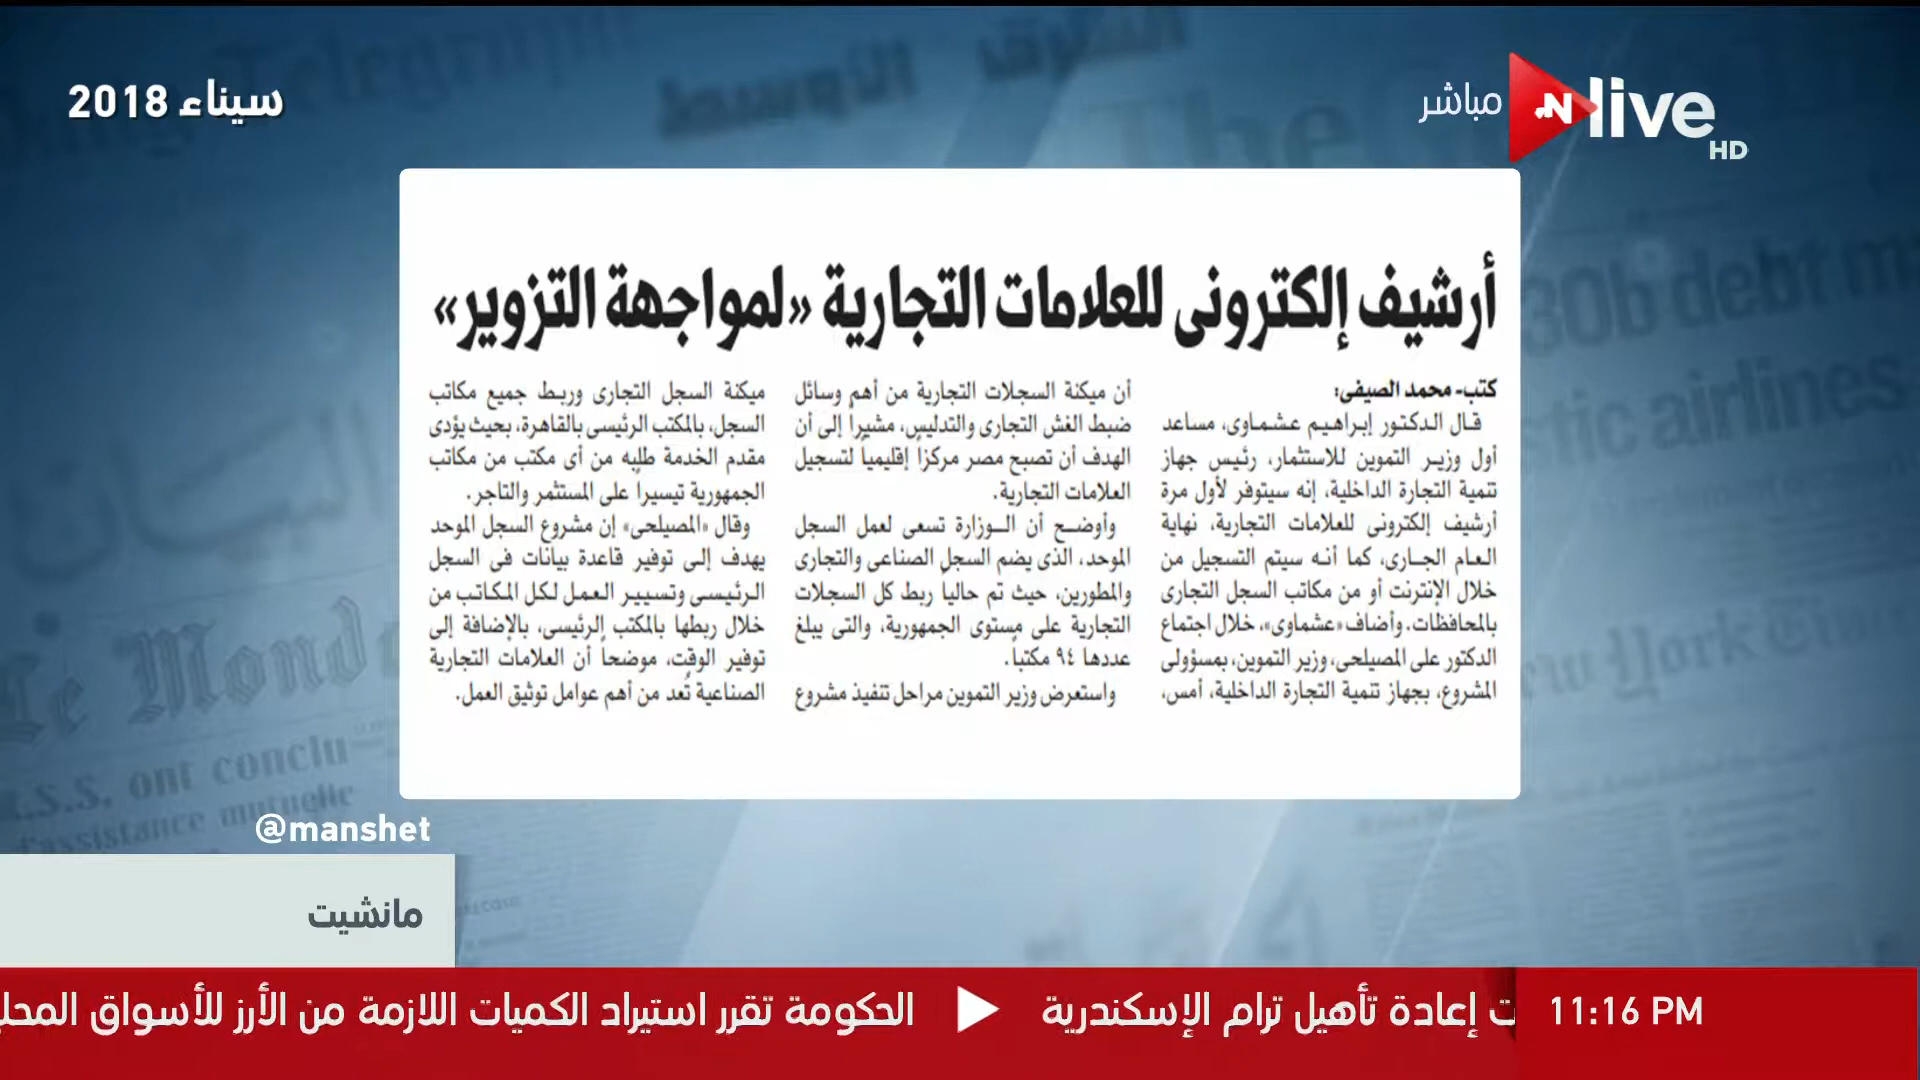 سيناء 2018
مباشر
Nlive
HD
أرشيف إلكترونى للعلامات التجارية «لمواجهة التزوير»
كتب- محمد الصيفى:
قال الدكتور إبراهيم عشماوى، مساعد
أول وزير التموين للاستثمار، رئيس جهاز
تنمية التجارة الداخلية، إنه سيتوفر لأول مرة
أرشيف إلكترونى للعلامات التجارية، نهاية
العام الجارى، كما أنه سيتم التسجيل من
خلال الإنترنت أو من مكاتب السجل التجارى
بالمحافظات. وأضاف «عشماوى»، خلال اجتماع
الدكتور على المصيلحى، وزير التموين، بمسؤولى
المشروع، بجهاز تنمية التجارة الداخلية، أمس،
أن ميكنة السجلات التجارية من أهم وسائل
ضبط الغش التجارى والتدليس، مشيراً إلى أن
الهدف أن تصبح مصر مركزاً إقليمياً لتسجيل
العلامات التجارية.
وأوضح أن الوزارة تسعى لعمل السجل
الموحد، الذى يضم السجل الصناعى والتجارى
والمطورين، حيث تم حالياً ربط كل السجلات
التجارية على مستوى الجمهورية، والتى يبلغ
عددها ٩٤ مكتباً.
واستعرض وزير التموين مراحل تنفيذ مشروع
ميكنة السجل التجارى وربط جميع مكاتب
السجل، بالمكتب الرئيسى بالقاهرة، بحيث يؤدى
مقدم الخدمة طلبه من أى مكتب من مكاتب
الجمهورية تيسيراً على المستثمر والتاجر.
وقال «المصيلحى» إن مشروع السجل الموحد
يهدف إلى توفير قاعدة بيانات فى السجل
الرئيسى وتسيير العمل لكل المكاتب من
خلال ربطها بالمكتب الرئيسى، بالإضافة إلى
توفير الوقت، موضحاً أن العلامات التجارية
الصناعية تُعد من أهم عوامل توثيق العمل.
@manshet
مانشيت
إعادة تأهيل ترام الإسكندرية
الحكومة تقرر استيراد الكميات اللازمة من الأرز للأسواق المحلي
11:16 PM